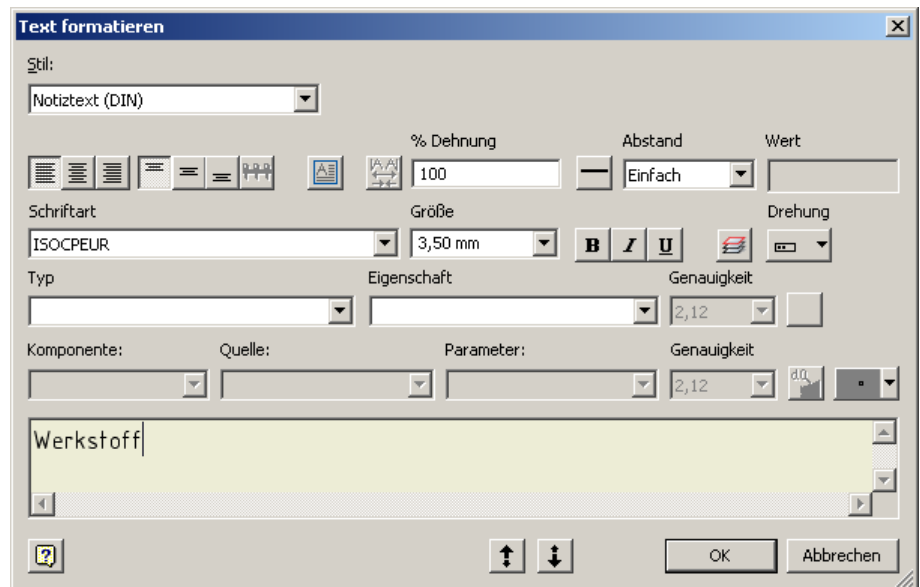 Text formatieren
Stil:
Notiztext (DIN)
% Dehnung Abstand Wert
100 Einfach
Schriftart Größe Drehung
ISOCPEUR 3,50 mm B I U
Typ Eigenschaft Genauigkeit
2,12
Komponente: Quelle: Parameter: Genauigkeit
2,12
Werkstoff
OK Abbrechen